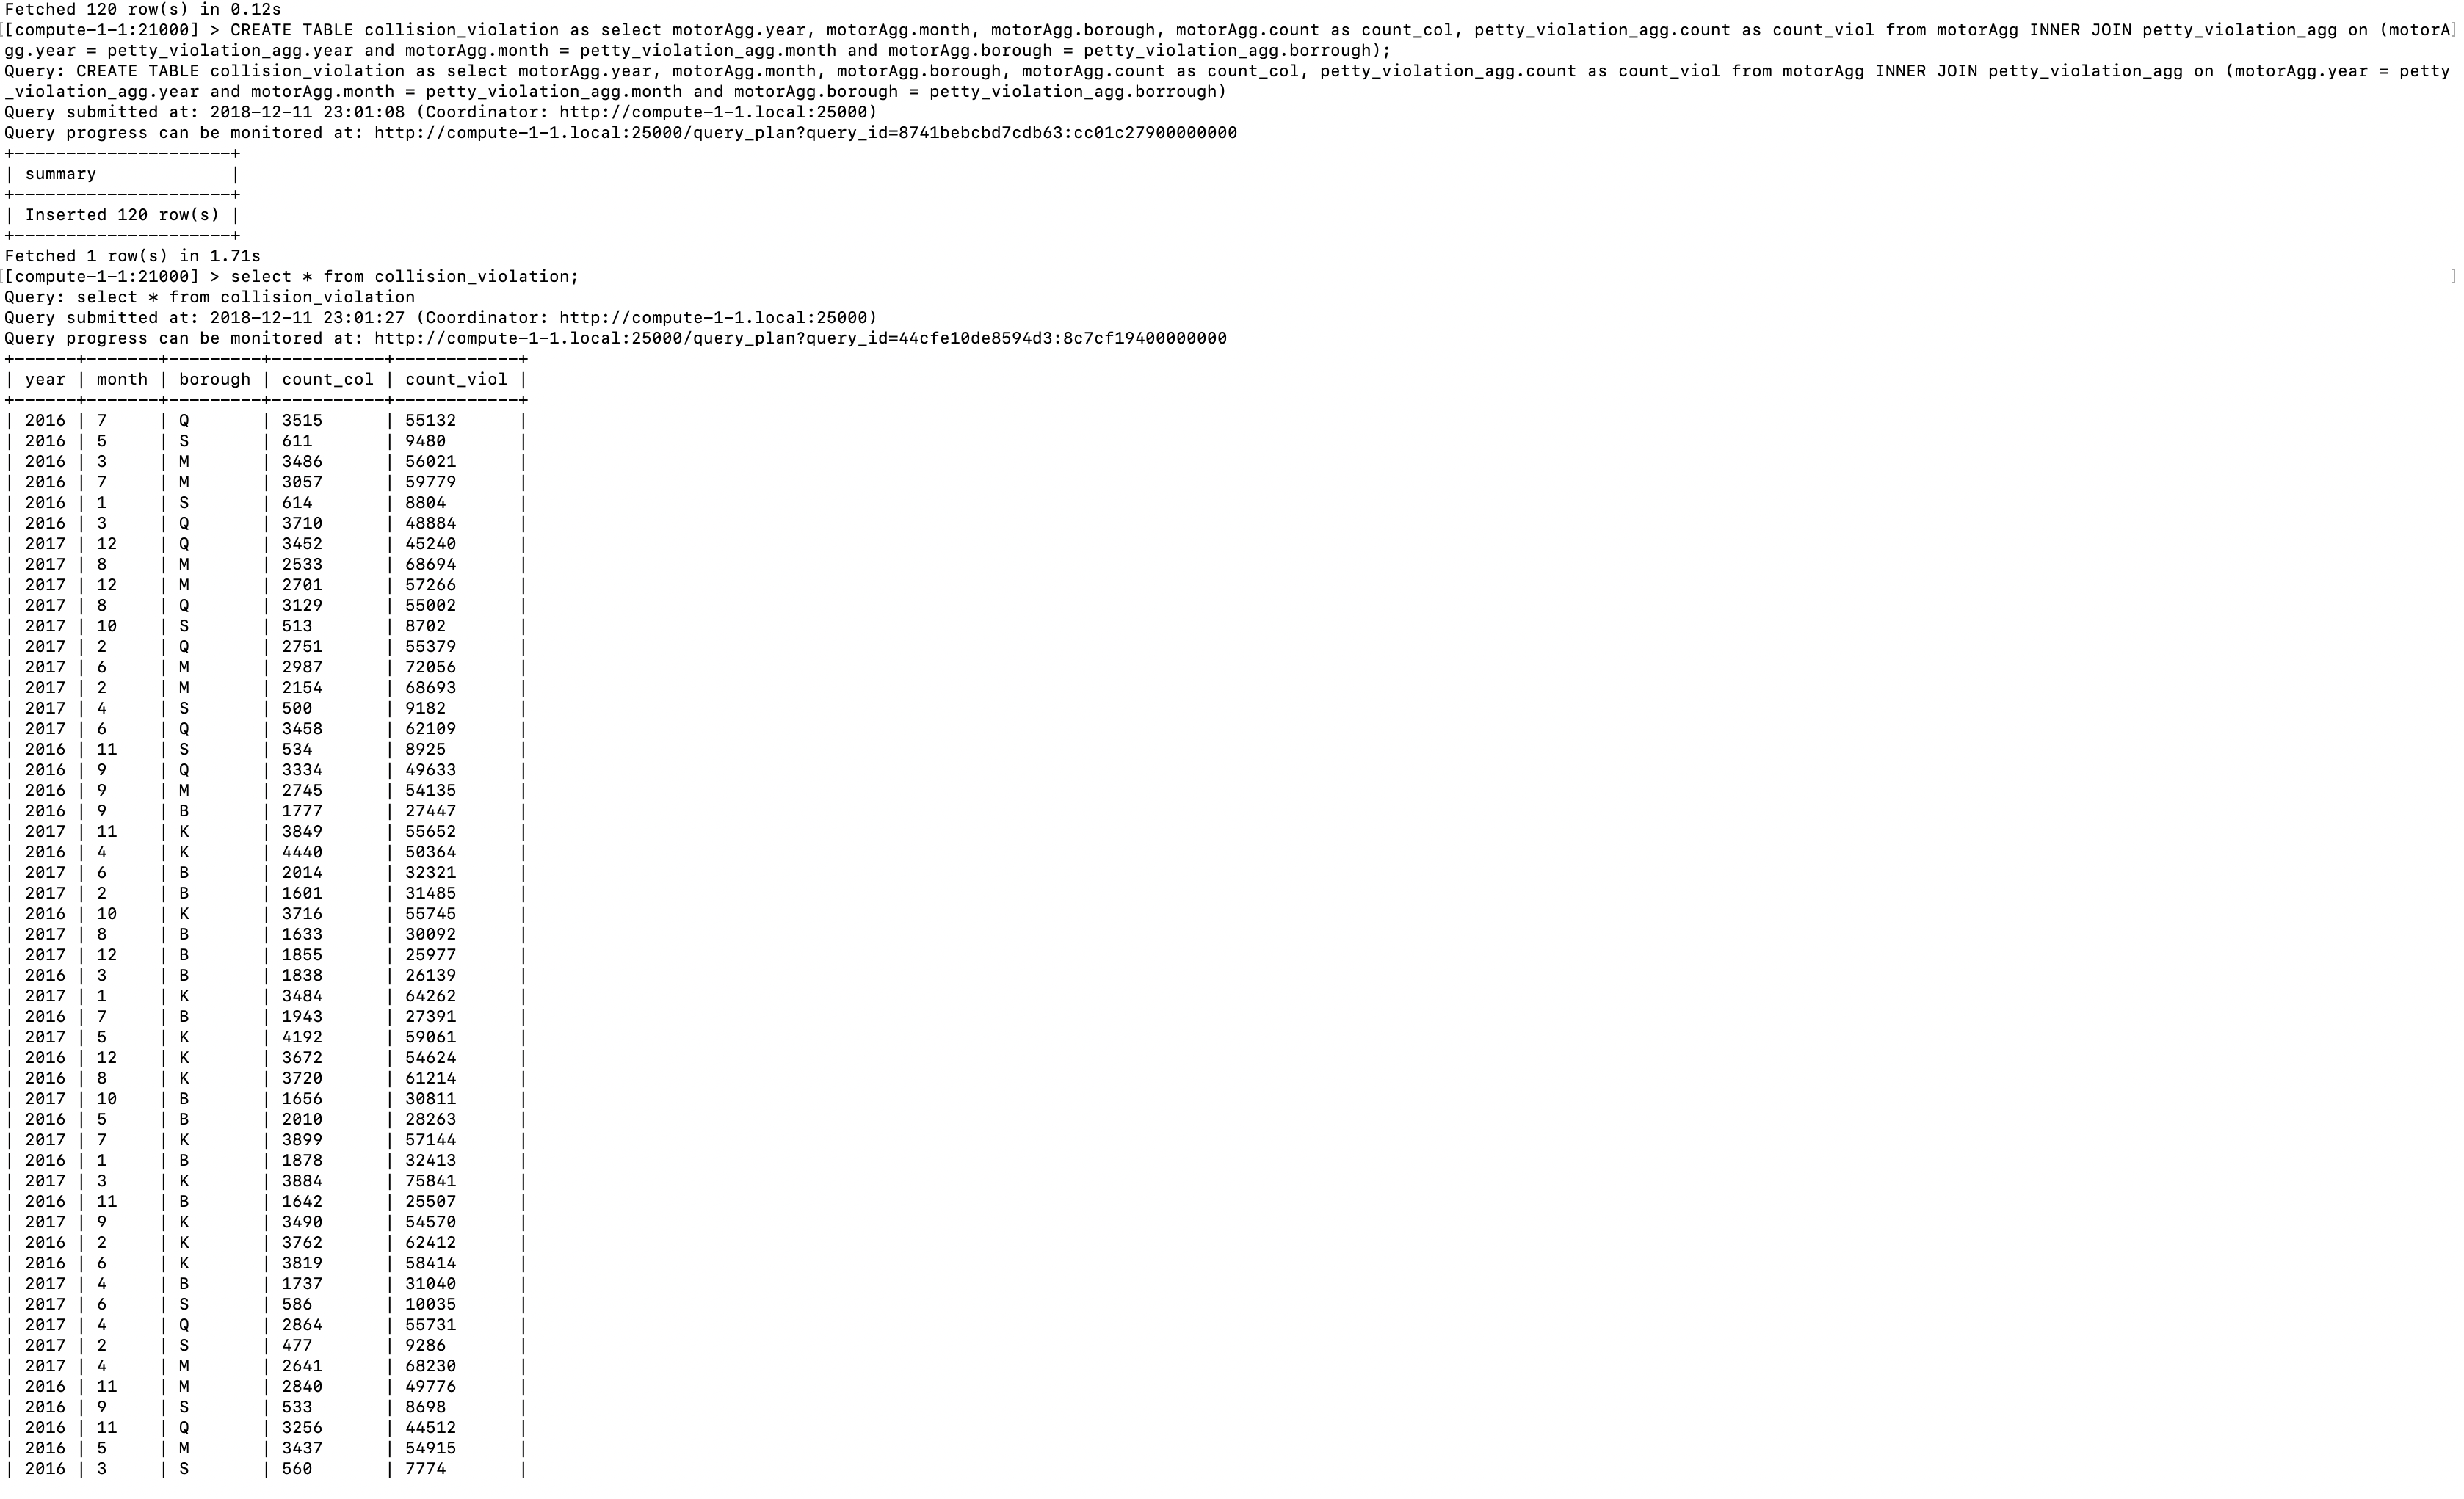 Fetched 120 row(s) in 0.12s
[[compute-1-1:21000] > CREATE TABLE collision_violation as select motorAgg.year, motorAgg.month, motorAgg.borough, motorAgg.count as count_col, petty_violation_agg.count as count_viol from motorAgg INNER JOIN petty_violation_agg on (motorA]
gg.year = petty_violation_agg.year and motorAgg.month = petty_violation_agg.month and motorAgg.borough = petty_violation_agg.borrough);
Query: CREATE TABLE collision_violation as select motorAgg.year, motorAgg.month, motorAgg.borough, motorAgg.count as count_col, petty_violation_agg.count as count_viol from motorAgg INNER JOIN petty_violation_agg on (motorAgg.year = petty
_violation_agg.year and motorAgg.month = petty_violation_agg.month and motorAgg.borough = petty_violation_agg.borrough)
Query submitted at: 2018-12-11 23:01:08 (Coordinator: http://compute-1-1.local:25000)
Query progress can be monitored at: http://compute-1-1.local:25000/query_plan?query_id=8741bebcbd7cdb63:cc01c27900000000
+---------------------+
| summary             |
+---------------------+
| Inserted 120 row(s) |
+---------------------+
Fetched 1 row(s) in 1.71s
[[compute-1-1:21000] > select * from collision_violation; ]
Query: select * from collision_violation
Query submitted at: 2018-12-11 23:01:27 (Coordinator: http://compute-1-1.local:25000)
Query progress can be monitored at: http://compute-1-1.local:25000/query_plan?query_id=44cfe10de8594d3:8c7cf19400000000
+------+-------+---------+-----------+------------+
| year | month | borough | count_col | count_viol |
+------+-------+---------+-----------+------------+
| 2016 | 7     | Q       | 3515      | 55132      |
| 2016 | 5     | S       | 611       | 9480       |
| 2016 | 3     | M       | 3486      | 56021      |
| 2016 | 7     | M       | 3057      | 59779      |
| 2016 | 1     | S       | 614       | 8804       |
| 2016 | 3     | Q       | 3710      | 48884      |
| 2017 | 12    | Q       | 3452      | 45240      |
| 2017 | 8     | M       | 2533      | 68694      |
| 2017 | 12    | M       | 2701      | 57266      |
| 2017 | 8     | Q       | 3129      | 55002      |
| 2017 | 10    | S       | 513       | 8702       |
| 2017 | 2     | Q       | 2751      | 55379      |
| 2017 | 6     | M       | 2987      | 72056      |
| 2017 | 2     | M       | 2154      | 68693      |
| 2017 | 4     | S       | 500       | 9182       |
| 2017 | 6     | Q       | 3458      | 62109      |
| 2016 | 11    | S       | 534       | 8925       |
| 2016 | 9     | Q       | 3334      | 49633      |
| 2016 | 9     | M       | 2745      | 54135      |
| 2016 | 9     | B       | 1777      | 27447      |
| 2017 | 11    | K       | 3849      | 55652      |
| 2016 | 4     | K       | 4440      | 50364      |
| 2017 | 6     | B       | 2014      | 32321      |
| 2017 | 2     | B       | 1601      | 31485      |
| 2016 | 10    | K       | 3716      | 55745      |
| 2017 | 8     | B       | 1633      | 30092      |
| 2017 | 12    | B       | 1855      | 25977      |
| 2016 | 3     | B       | 1838      | 26139      |
| 2017 | 1     | K       | 3484      | 64262      |
| 2016 | 7     | B       | 1943      | 27391      |
| 2017 | 5     | K       | 4192      | 59061      |
| 2016 | 12    | K       | 3672      | 54624      |
| 2016 | 8     | K       | 3720      | 61214      |
| 2017 | 10    | B       | 1656      | 30811      |
| 2016 | 5     | B       | 2010      | 28263      |
| 2017 | 7     | K       | 3899      | 57144      |
| 2016 | 1     | B       | 1878      | 32413      |
| 2017 | 3     | K       | 3884      | 75841      |
| 2016 | 11    | B       | 1642      | 25507      |
| 2017 | 9     | K       | 3490      | 54570      |
| 2016 | 2     | K       | 3762      | 62412      |
| 2016 | 6     | K       | 3819      | 58414      |
| 2017 | 4     | B       | 1737      | 31040      |
| 2017 | 6     | S       | 586       | 10035      |
| 2017 | 4     | Q       | 2864      | 55731      |
| 2017 | 2     | S       | 477       | 9286       |
| 2017 | 4     | M       | 2641      | 68230      |
| 2016 | 11    | M       | 2840      | 49776      |
| 2016 | 9     | S       | 533       | 8698       |
| 2016 | 11    | Q       | 3256      | 44512      |
| 2016 | 5     | M       | 3437      | 54915      |
| 2016 | 3     | S       | 560       | 7774       |